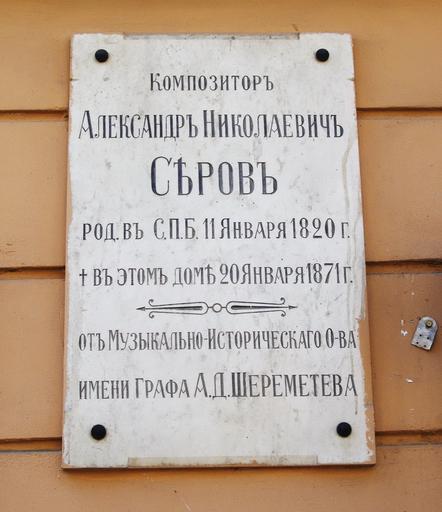 Композиторъ
Александръ Николаевичъ
Сѣровъ
род. въ С.П.Б. 11 Января 1820 г.
† въ этомъ домѣ 20 Января 1871 г.
отъ Музыкально-Историческаго О-ва
имени Графа А.Д. Шереметева